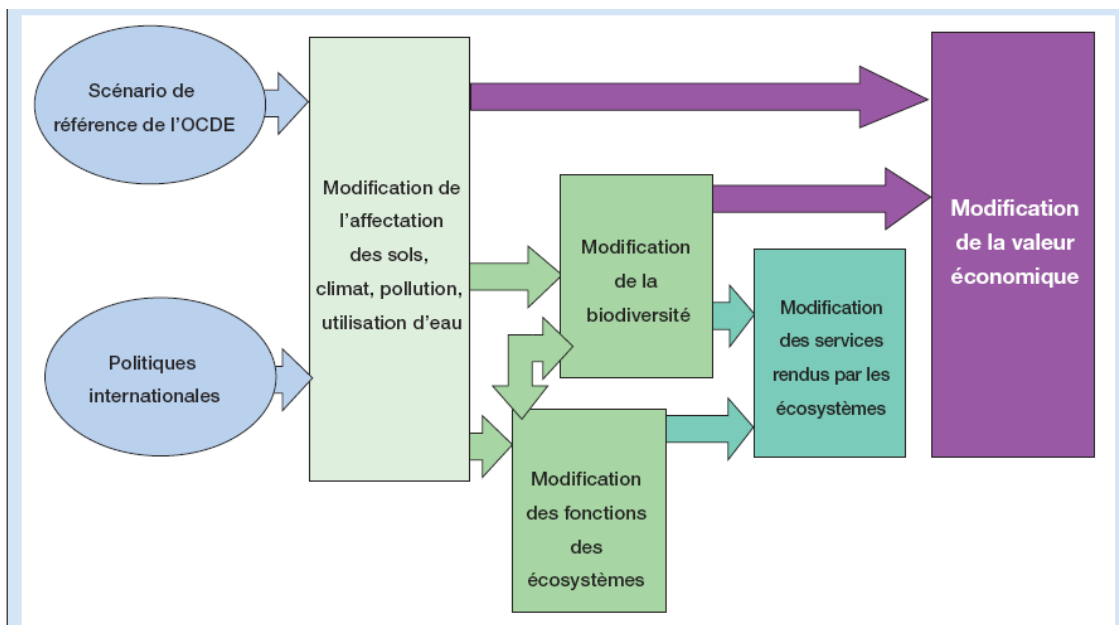 Scénario de
référence de l'OCDE
Politiques
internationales
Modification de
l'affectation
des sols,
climat, pollution,
utilisation d'eau
Modification
de la
biodiversité
Modification
des fonctions
des
écosystèmes
Modification
des services
rendus par les
écosystèmes
Modification
de la valeur
économique